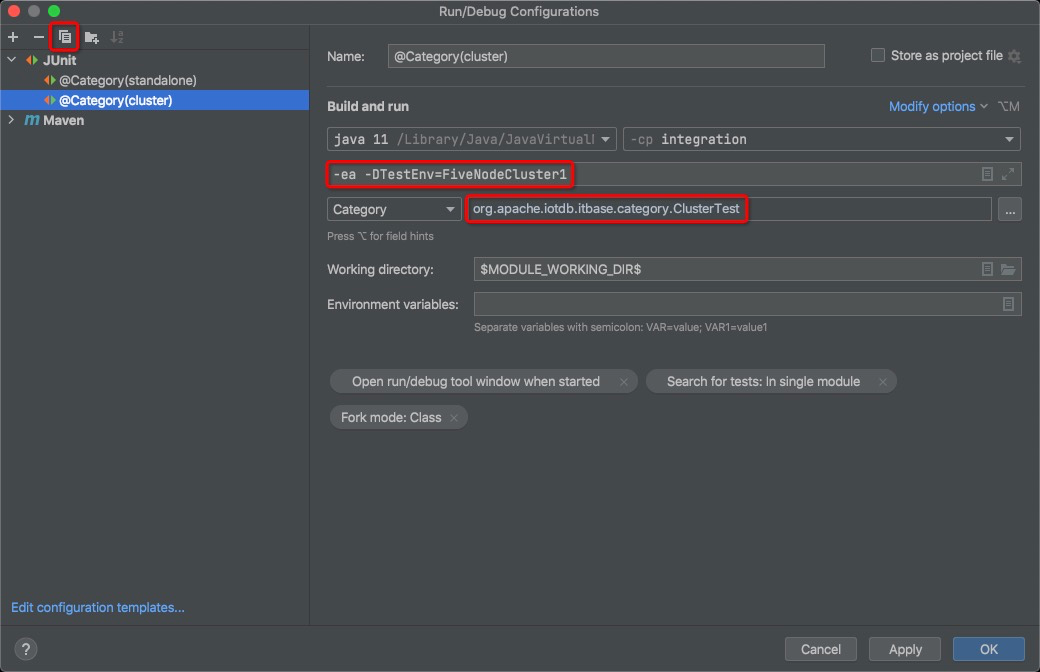 Run/Debug Configurations
JUnit
@Category(standalone)
@Category(cluster)
Maven
Edit configuration templates...
Name:
@Category(cluster)
Store as project file
Build and run
Modify options
⌥M
java 11 /Library/Java/JavaVirtual
-cp integration
-ea -DTestEnv=FiveNodeCluster1
Category
org.apache.iotdb.itbase.category.ClusterTest
...
Press ⌥ for field hints
Working directory:
$MODULE_WORKING_DIR$
Environment variables:
Separate variables with semicolon: VAR=value; VAR1=value1
Open run/debug tool window when started ×
Search for tests: In single module ×
Fork mode: Class ×
?
Cancel
Apply
OK